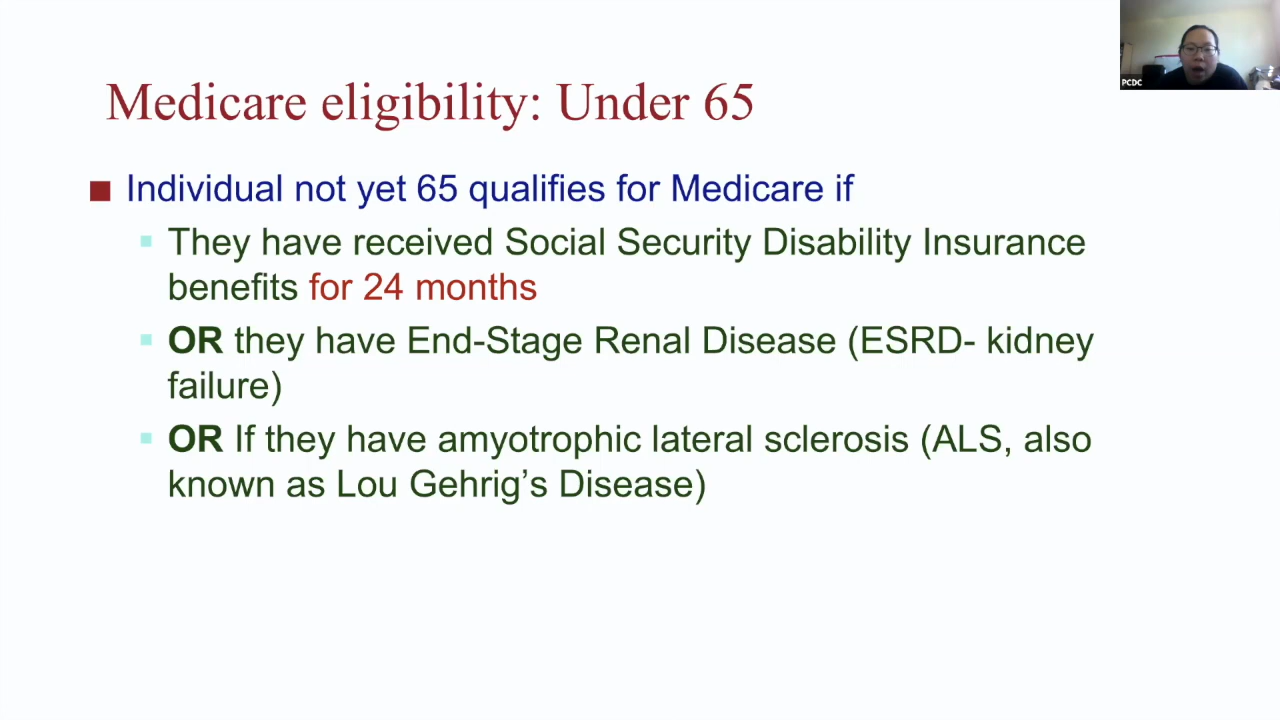 PCDC
Medicare eligibility: Under 65
Individual not yet 65 qualifies for Medicare if
They have received Social Security Disability Insurance
benefits for 24 months
OR they have End-Stage Renal Disease (ESRD- kidney
failure)
OR If they have amyotrophic lateral sclerosis (ALS, also
known as Lou Gehrig’s Disease)